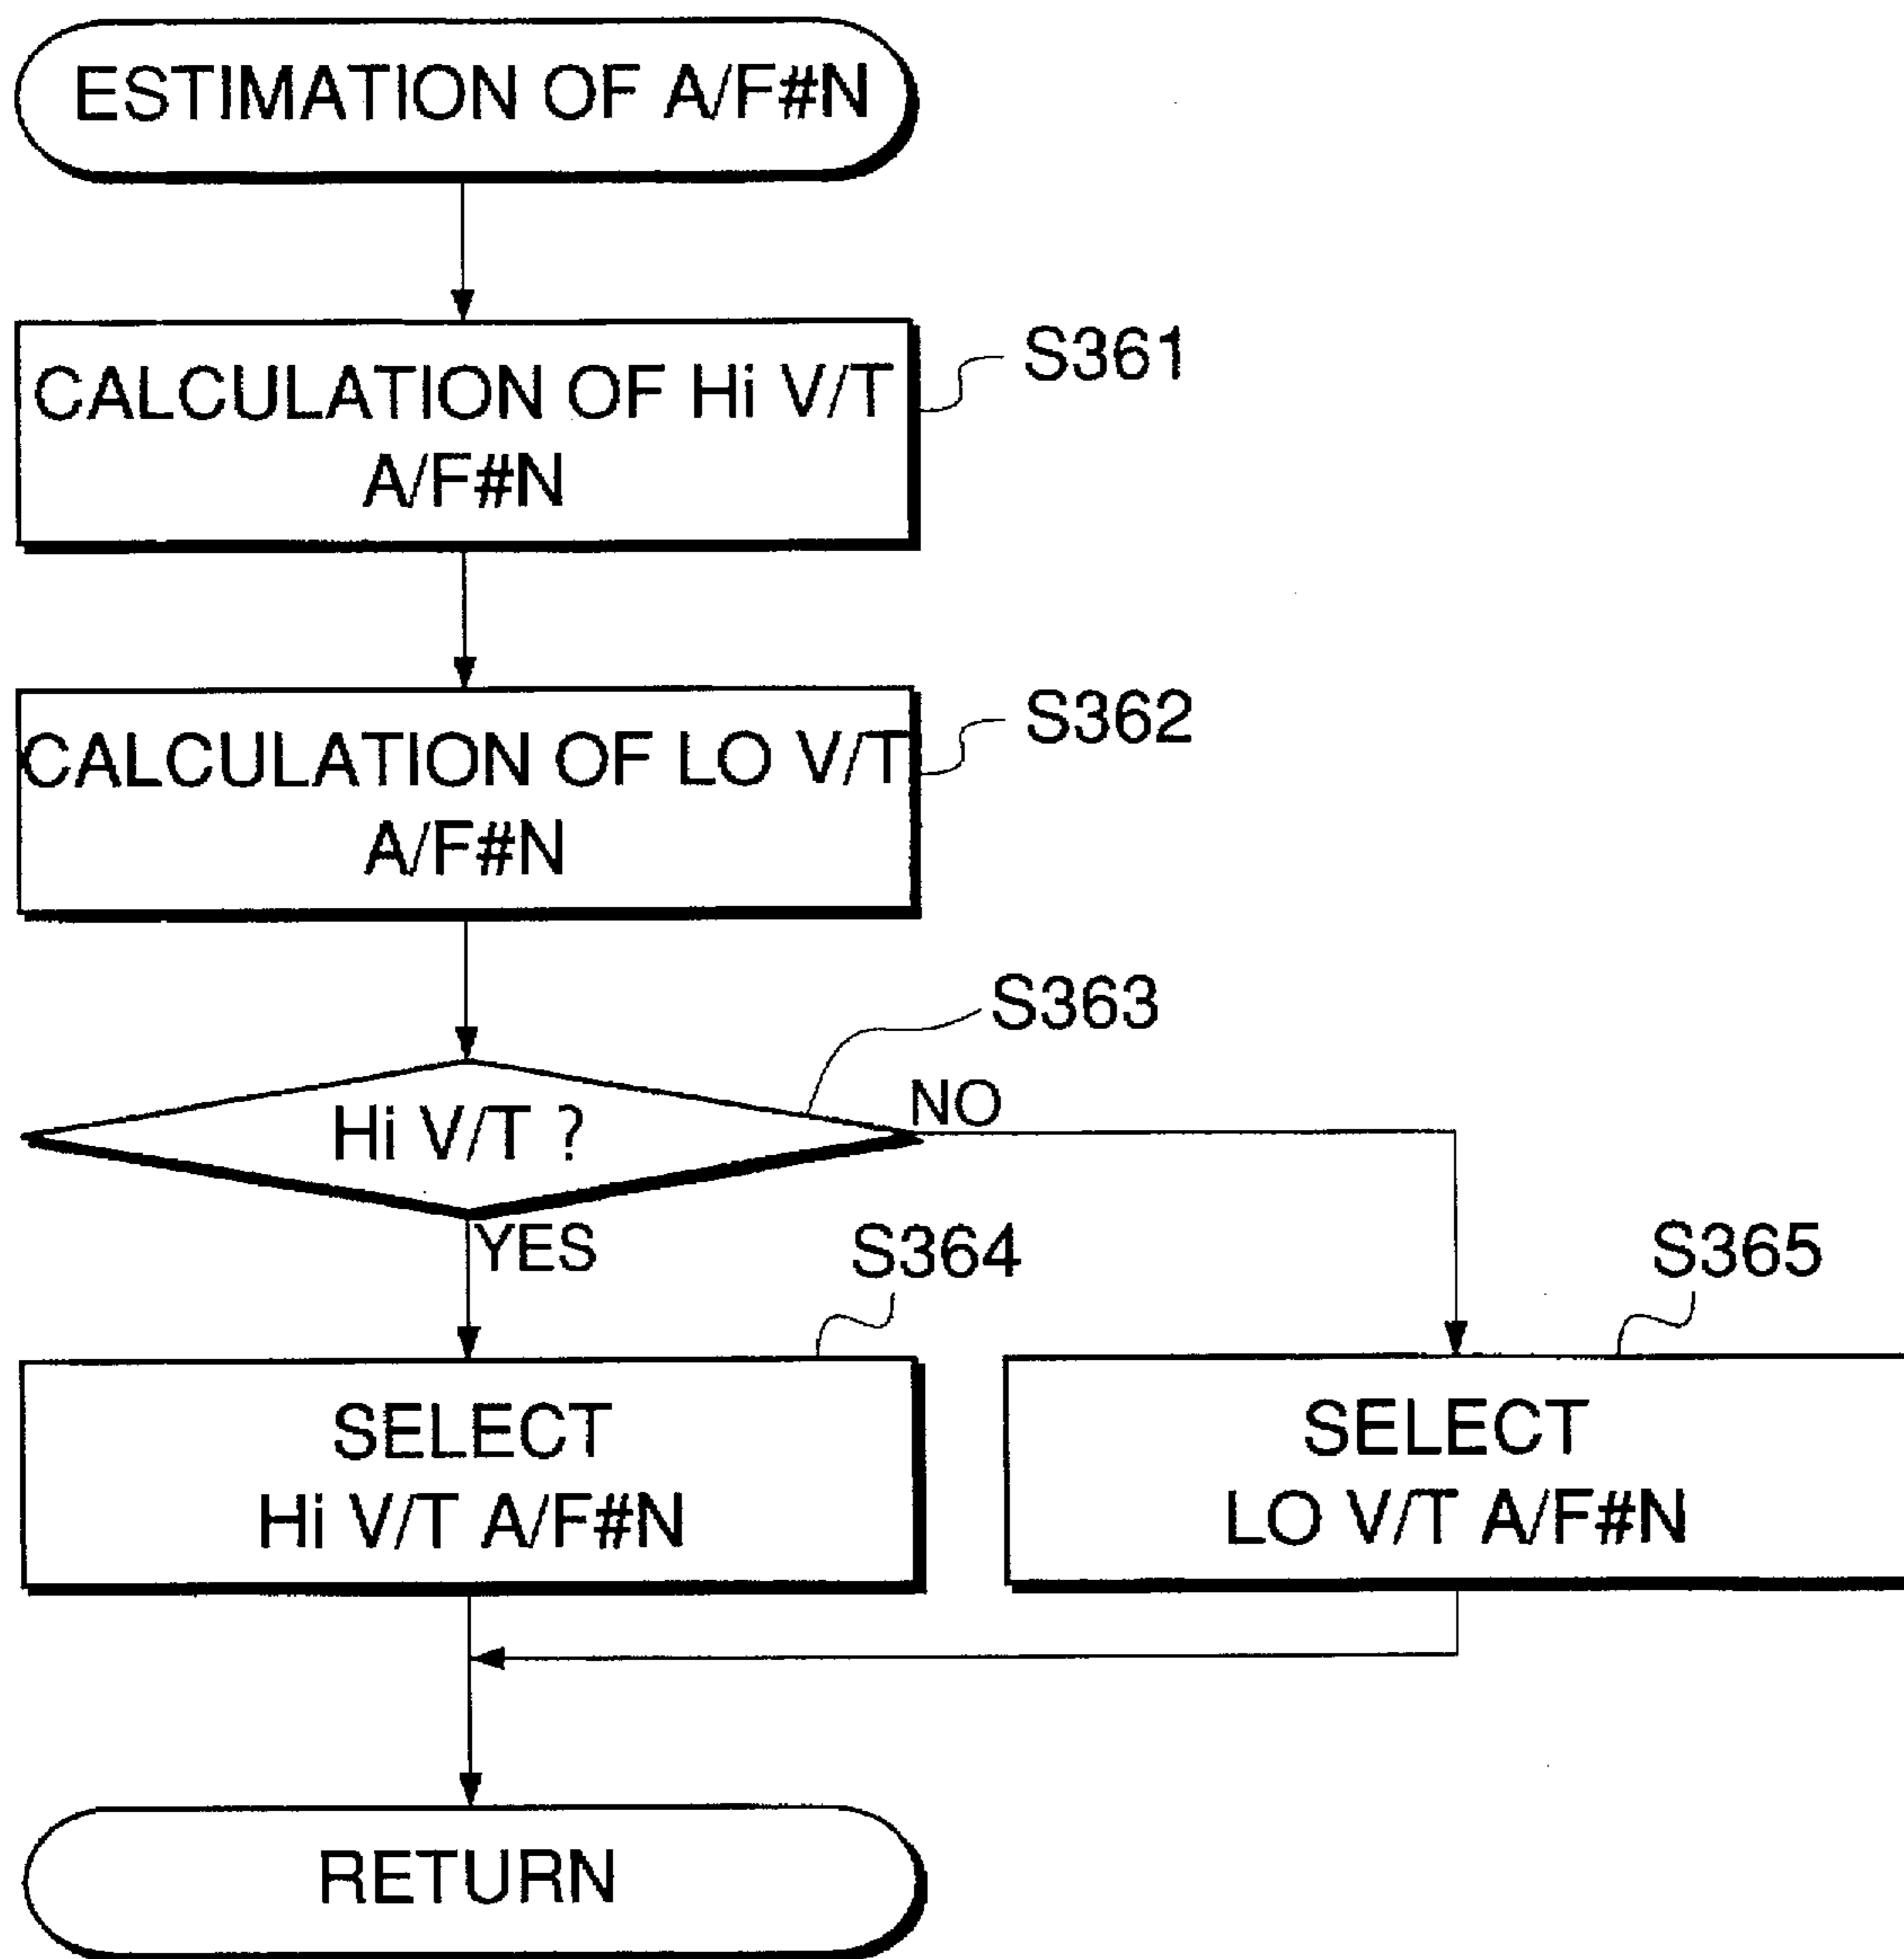 ESTIMATION OF A/F#N
CALCULATION OF Hi V/T
A/F#N
S361
CALCULATION OF LO V/T
A/F#N
S362
S363
Hi V/T ?
NO
YES
S364
S365
SELECT
Hi V/T A/F#N
SELECT
LO V/T A/F#N
RETURN